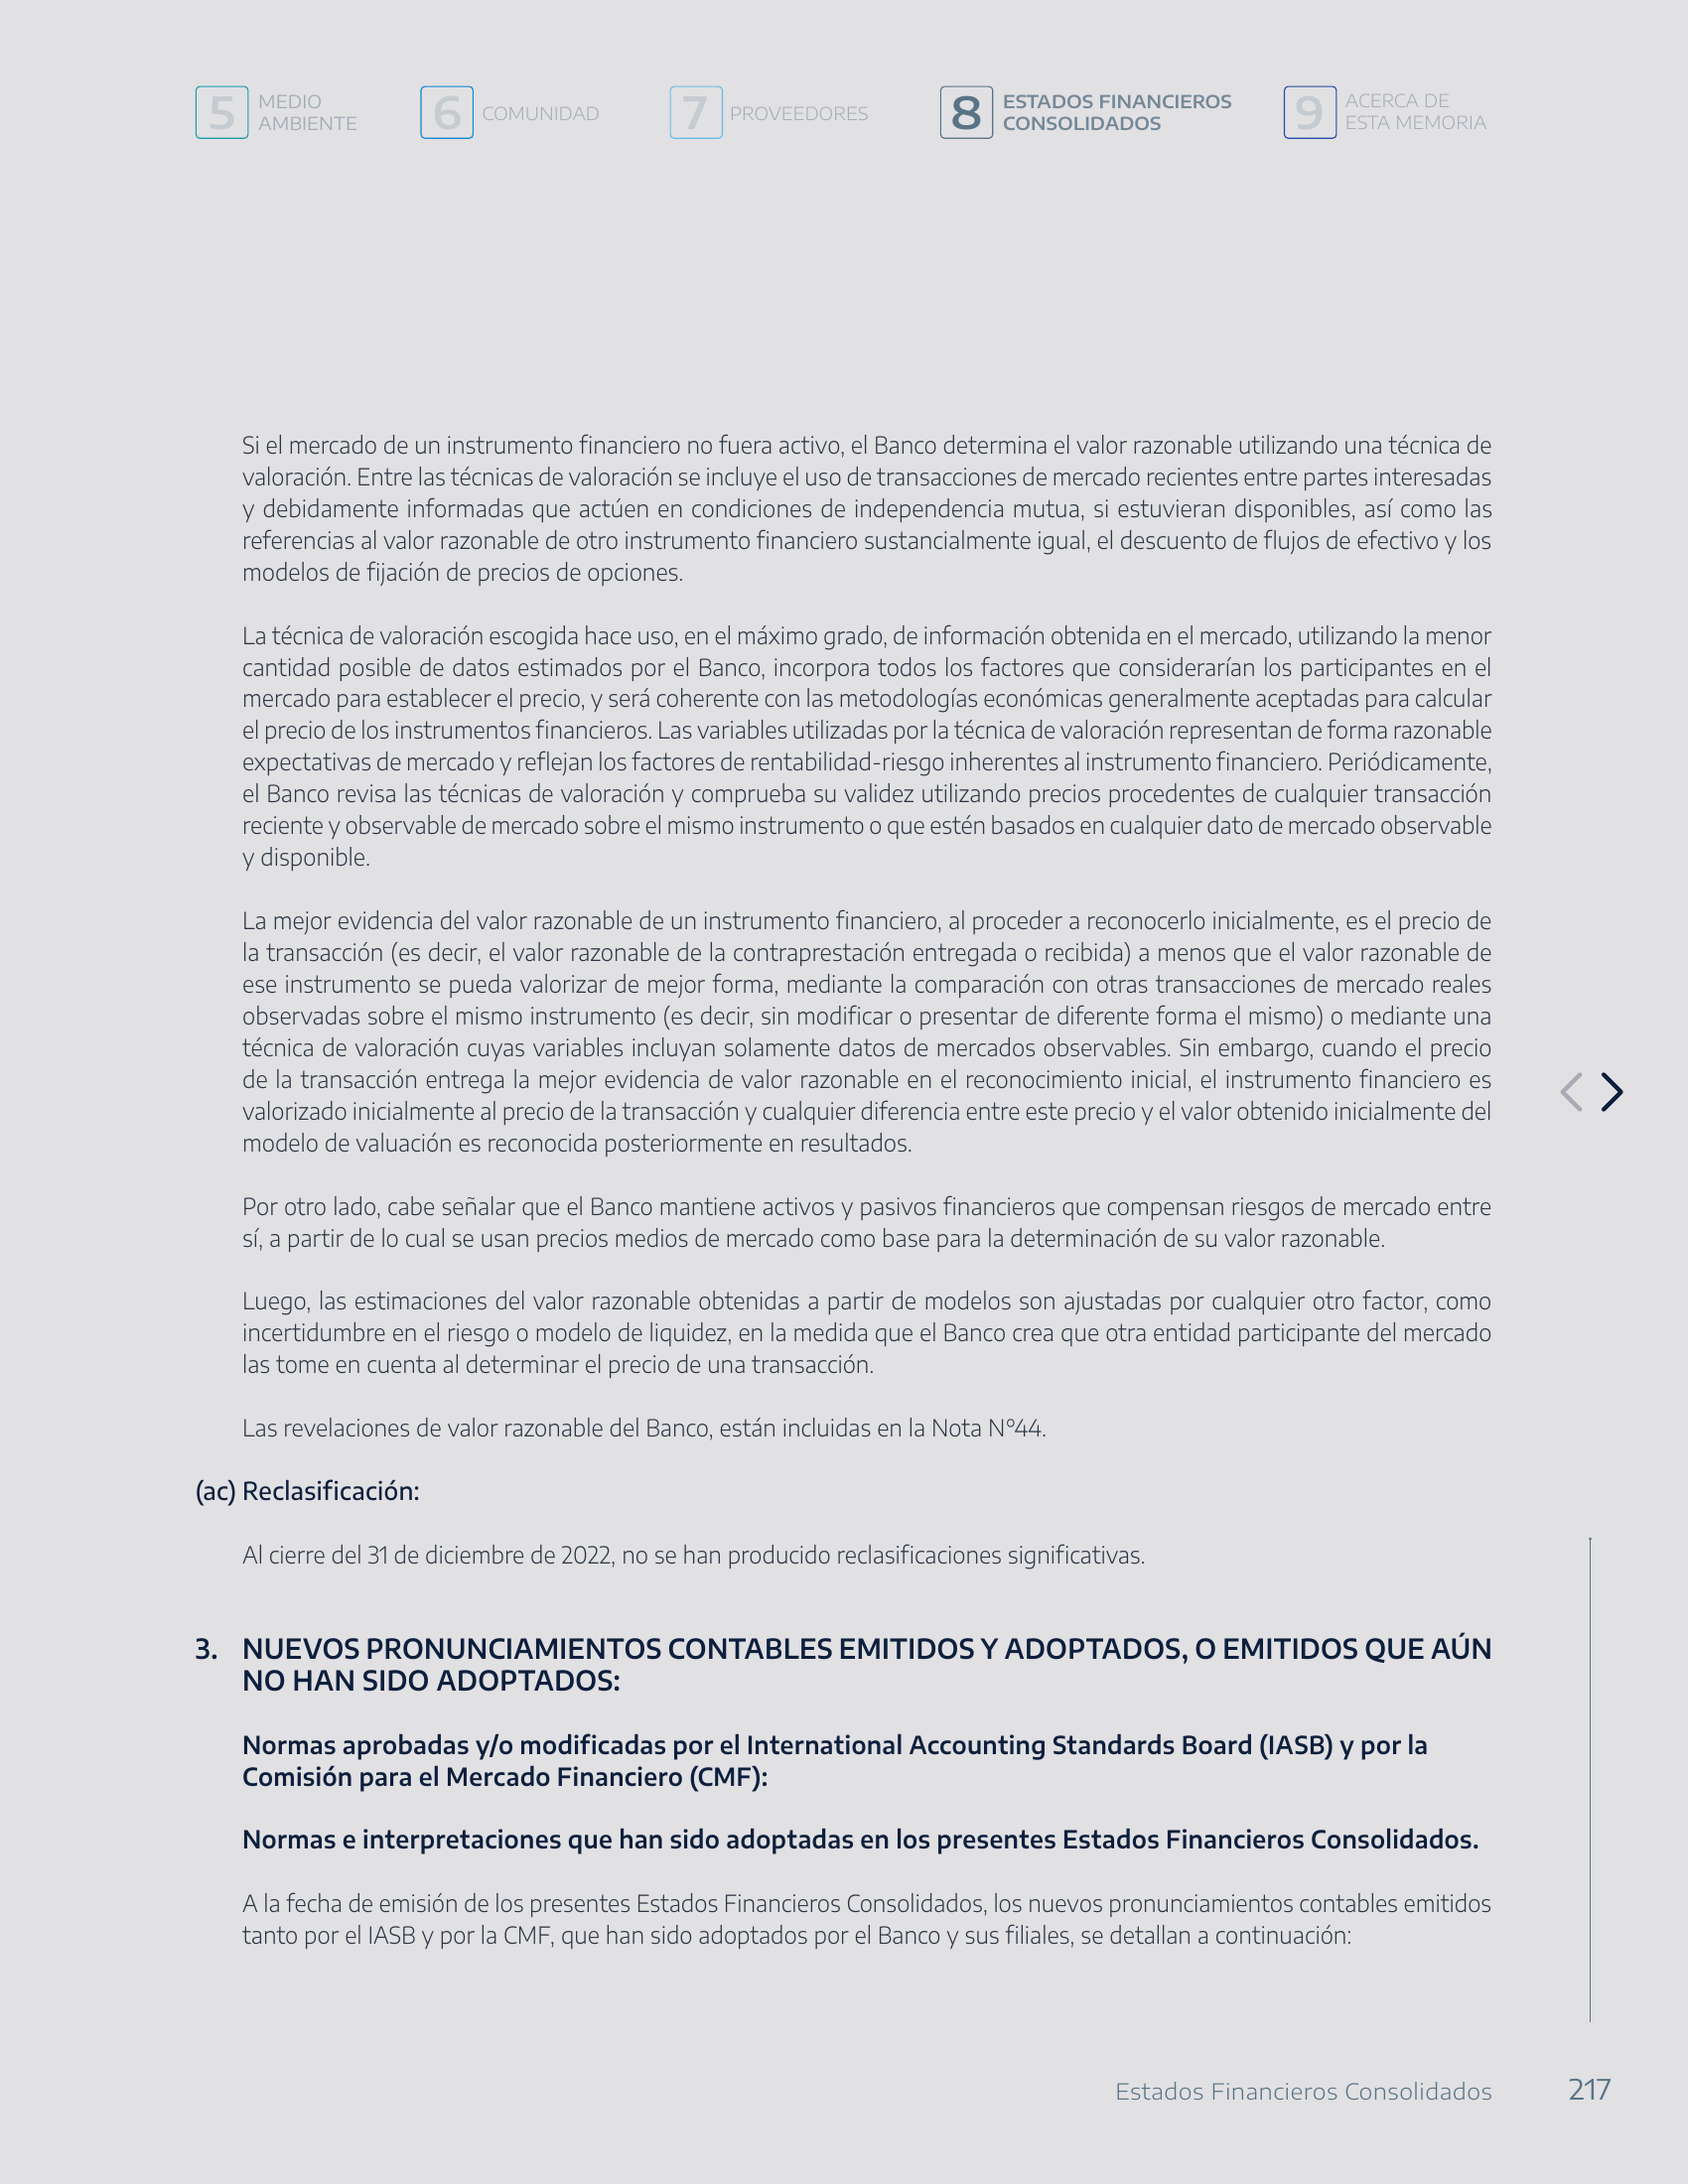 5 MEDIO AMBIENTE
6 COMUNIDAD
7 PROVEEDORES
8 ESTADOS FINANCIEROS CONSOLIDADOS
9 ACERCA DE ESTA MEMORIA
Si el mercado de un instrumento financiero no fuera activo, el Banco determina el valor razonable utilizando una técnica de
valoración. Entre las técnicas de valoración se incluye el uso de transacciones de mercado recientes entre partes interesadas
y debidamente informadas que actúen en condiciones de independencia mutua, si estuvieran disponibles, así como las
referencias al valor razonable de otro instrumento financiero sustancialmente igual, el descuento de flujos de efectivo y los
modelos de fijación de precios de opciones.
La técnica de valoración escogida hace uso, en el máximo grado, de información obtenida en el mercado, utilizando la menor
cantidad posible de datos estimados por el Banco, incorpora todos los factores que considerarían los participantes en el
mercado para establecer el precio, y será coherente con las metodologías económicas generalmente aceptadas para calcular
el precio de los instrumentos financieros. Las variables utilizadas por la técnica de valoración representan de forma razonable
expectativas de mercado y reflejan los factores de rentabilidad-riesgo inherentes al instrumento financiero. Periódicamente,
el Banco revisa las técnicas de valoración y comprueba su validez utilizando precios procedentes de cualquier transacción
reciente y observable de mercado sobre el mismo instrumento o que estén basados en cualquier dato de mercado observable
y disponible.
La mejor evidencia del valor razonable de un instrumento financiero, al proceder a reconocerlo inicialmente, es el precio de
la transacción (es decir, el valor razonable de la contraprestación entregada o recibida) a menos que el valor razonable de
ese instrumento se pueda valorizar de mejor forma, mediante la comparación con otras transacciones de mercado reales
observadas sobre el mismo instrumento (es decir, sin modificar o presentar de diferente forma el mismo) o mediante una
técnica de valoración cuyas variables incluyan solamente datos de mercados observables. Sin embargo, cuando el precio
de la transacción entrega la mejor evidencia de valor razonable en el reconocimiento inicial, el instrumento financiero es
valorizado inicialmente al precio de la transacción y cualquier diferencia entre este precio y el valor obtenido inicialmente del
modelo de valuación es reconocida posteriormente en resultados.
Por otro lado, cabe señalar que el Banco mantiene activos y pasivos financieros que compensan riesgos de mercado entre
sí, a partir de lo cual se usan precios medios de mercado como base para la determinación de su valor razonable.
Luego, las estimaciones del valor razonable obtenidas a partir de modelos son ajustadas por cualquier otro factor, como
incertidumbre en el riesgo o modelo de liquidez, en la medida que el Banco crea que otra entidad participante del mercado
las tome en cuenta al determinar el precio de una transacción.
Las revelaciones de valor razonable del Banco, están incluidas en la Nota N°44.
(ac) Reclasificación:
Al cierre del 31 de diciembre de 2022, no se han producido reclasificaciones significativas.
3. NUEVOS PRONUNCIAMIENTOS CONTABLES EMITIDOS Y ADOPTADOS, O EMITIDOS QUE AÚN
NO HAN SIDO ADOPTADOS:
Normas aprobadas y/o modificadas por el International Accounting Standards Board (IASB) y por la
Comisión para el Mercado Financiero (CMF):
Normas e interpretaciones que han sido adoptadas en los presentes Estados Financieros Consolidados.
A la fecha de emisión de los presentes Estados Financieros Consolidados, los nuevos pronunciamientos contables emitidos
tanto por el IASB y por la CMF, que han sido adoptados por el Banco y sus filiales, se detallan a continuación:
Estados Financieros Consolidados 217